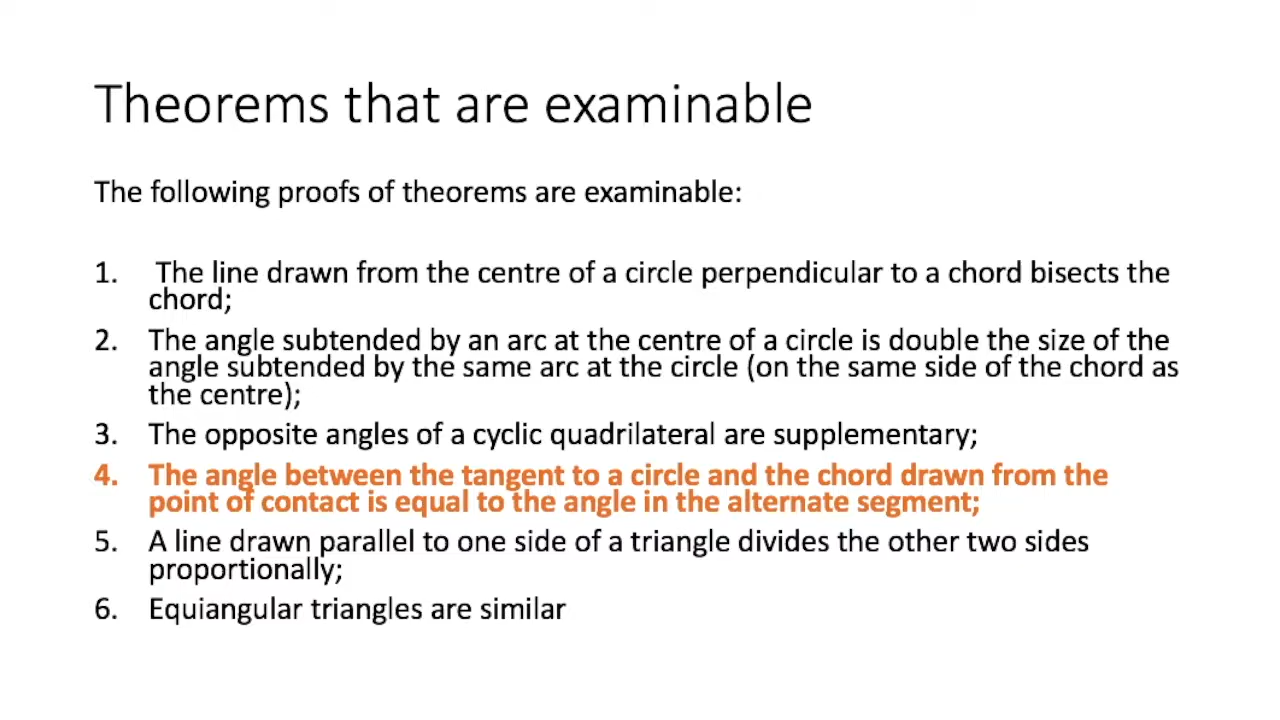 Theorems that are examinable
The following proofs of theorems are examinable:
1. The line drawn from the centre of a circle perpendicular to a chord bisects the
chord;
2. The angle subtended by an arc at the centre of a circle is double the size of the
angle subtended by the same arc at the circle (on the same side of the chord as
the centre);
3. The opposite angles of a cyclic quadrilateral are supplementary;
4. The angle between the tangent to a circle and the chord drawn from the
point of contact is equal to the angle in the alternate segment;
5. A line drawn parallel to one side of a triangle divides the other two sides
proportionally;
6. Equiangular triangles are similar